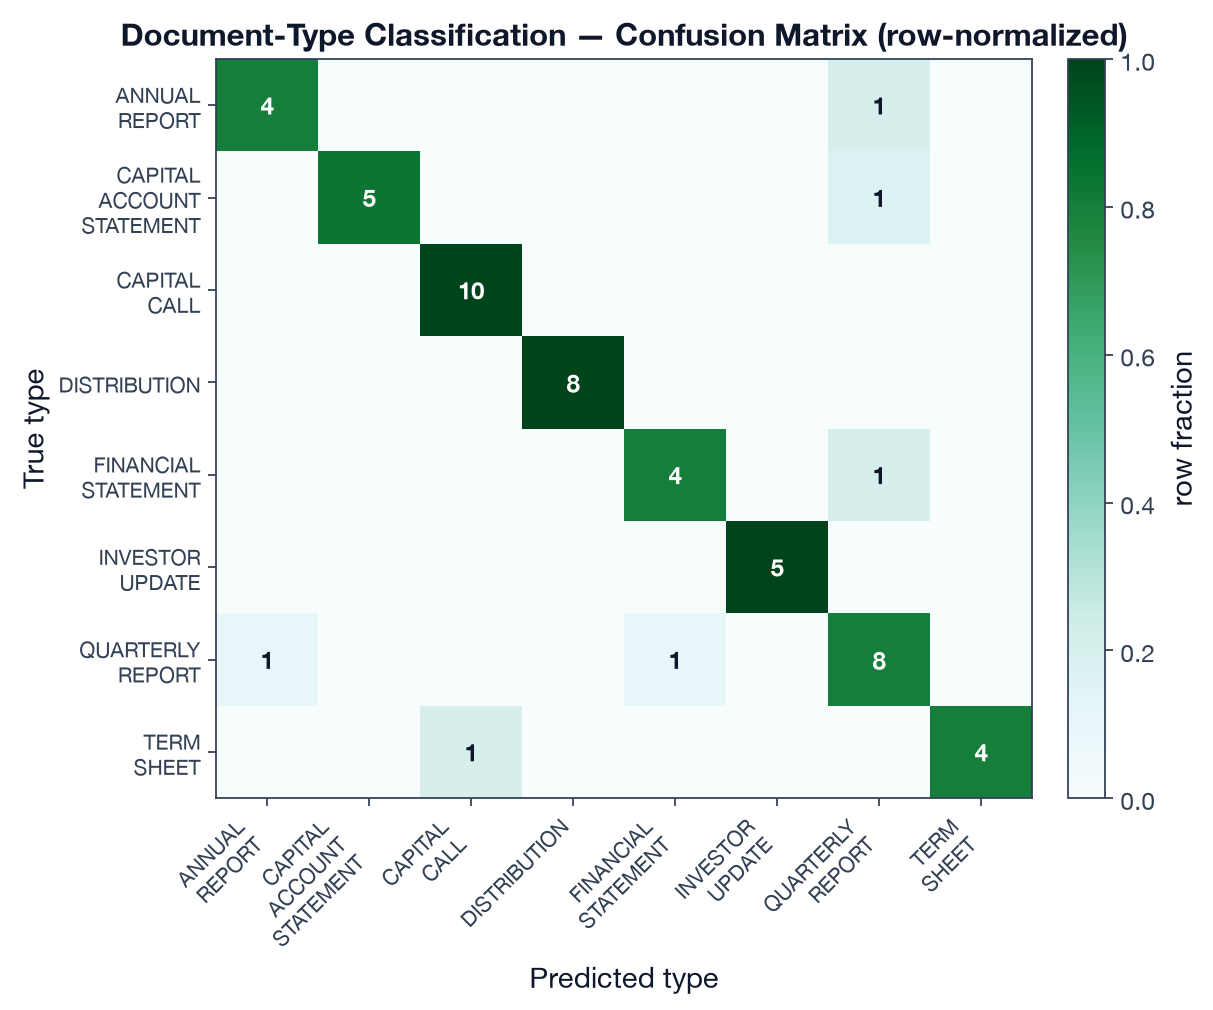 Document-Type Classification — Confusion Matrix (row-normalized)
ANNUAL
REPORT
4
1
CAPITAL
ACCOUNT
STATEMENT
5
1
CAPITAL
CALL
10
DISTRIBUTION
8
FINANCIAL
STATEMENT
4
1
INVESTOR
UPDATE
5
QUARTERLY
REPORT
1
1
8
TERM
SHEET
1
4
True type
ANNUAL
REPORT
CAPITAL
ACCOUNT
STATEMENT
CAPITAL
CALL
DISTRIBUTION
FINANCIAL
STATEMENT
INVESTOR
UPDATE
QUARTERLY
REPORT
TERM
SHEET
Predicted type
1.0
0.8
0.6
0.4
0.2
0.0
row fraction